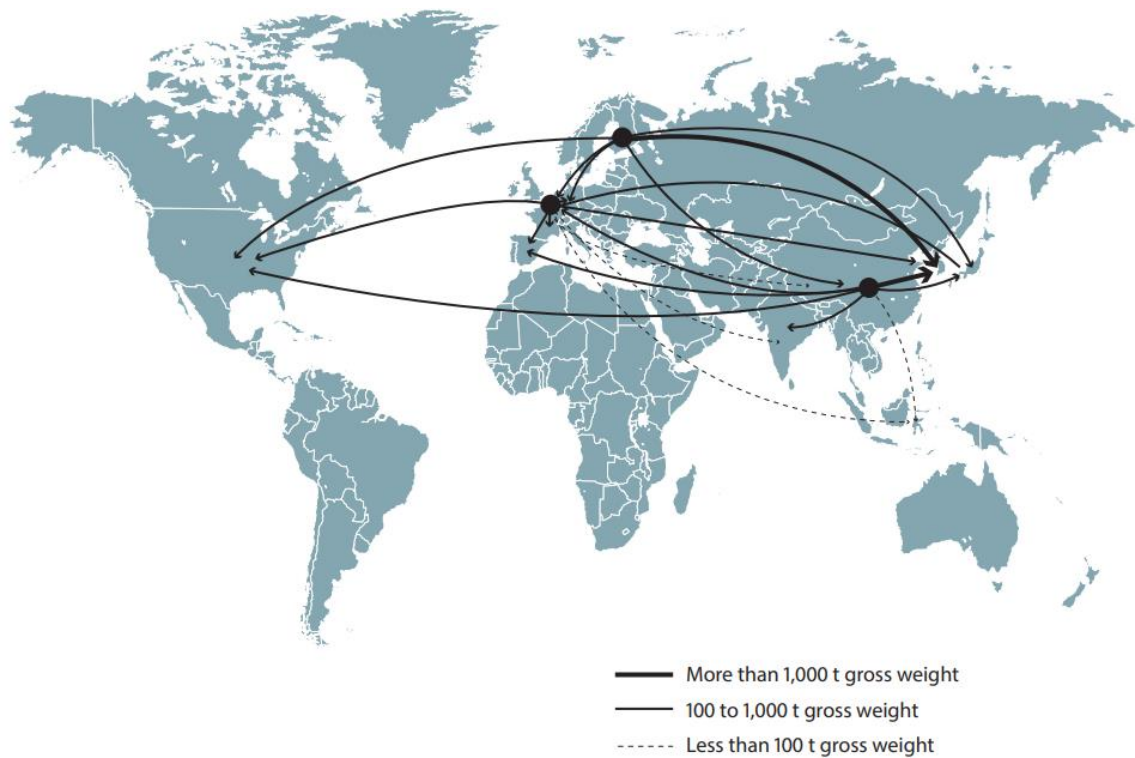 More than 1,000 t gross weight
100 to 1,000 t gross weight
Less than 100 t gross weight